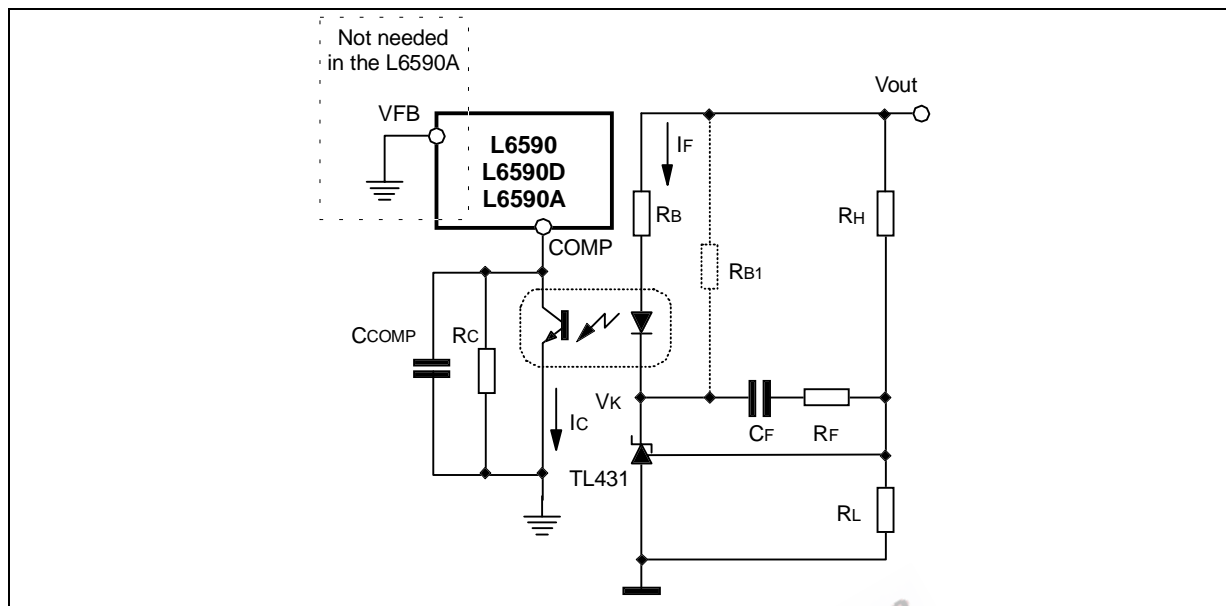 Not needed
in the L6590A
Vout
VFB
L6590
L6590D
L6590A
IF
RB
RH
COMP
RB1
CCOMP
RC
VK
IC
CF
RF
TL431
RL